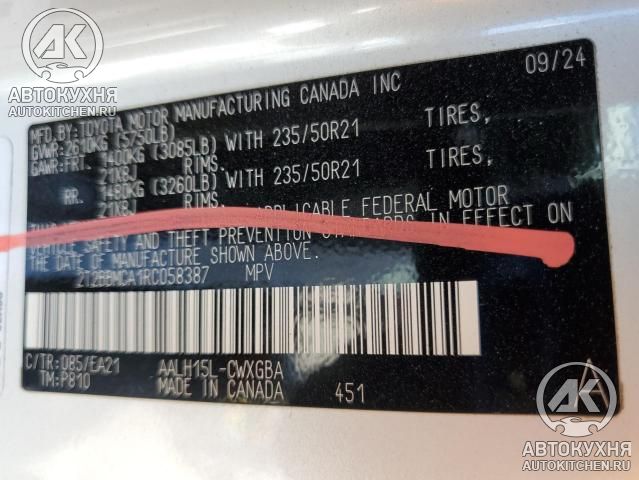 AK
АВТОКУХНЯ
AUTOKITCHEN.RU
09/24
MFD.BY:TOYOTA MOTOR MANUFACTURING CANADA INC
GVWR:2610KG (5750LB)
GAWR:FRT. 1400KG (3085LB) WITH 235/50R21 TIRES,
21X8J RIMS.
RR. 1480KG (3260LB) WITH 235/50R21 TIRES,
21X8J RIMS.
APPLICABLE FEDERAL MOTOR
VEHICLE SAFETY AND THEFT PREVENTION STANDARDS IN EFFECT ON
THE DATE OF MANUFACTURE SHOWN ABOVE.
2T2BBMCA1RC058387 MPV
C/TR:085/EA21 AALH15L-CWXGBA
TM:P810 MADE IN CANADA 451 A
AK
АВТОКУХНЯ
AUTOKITCHEN.RU